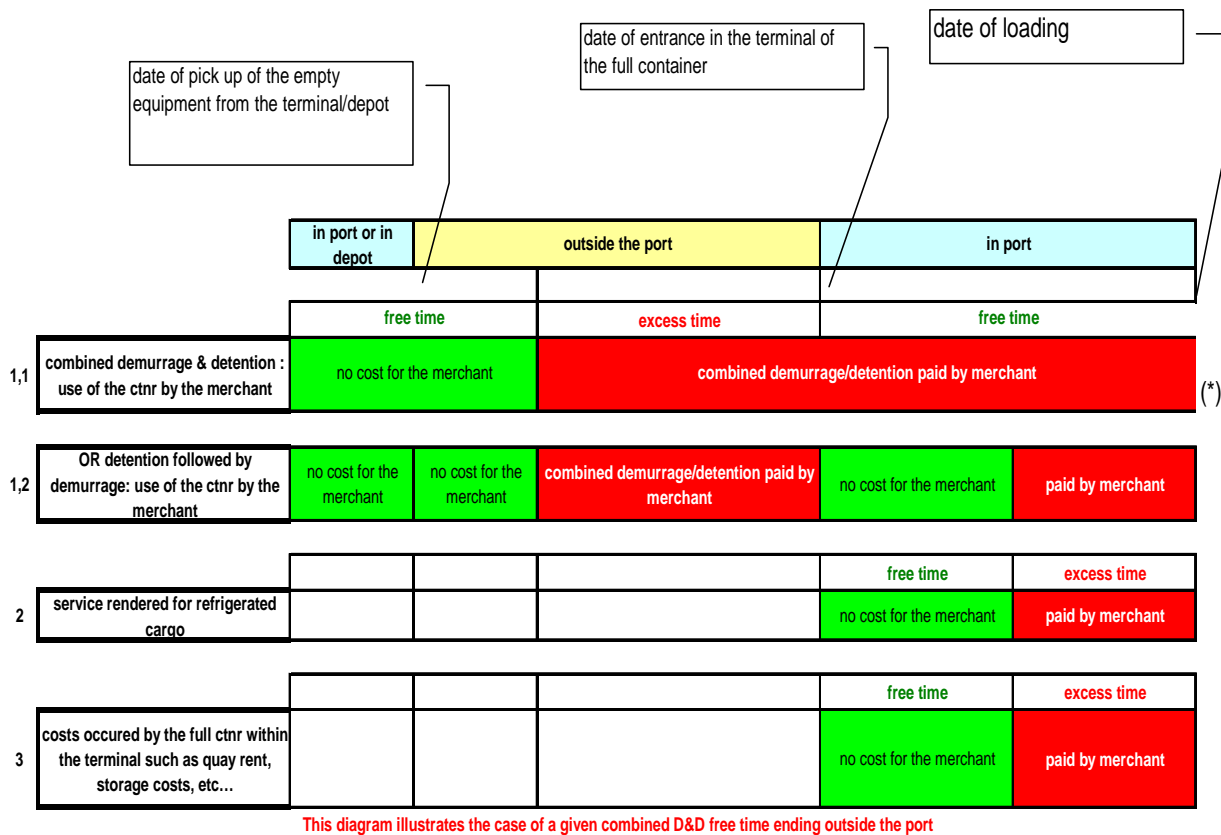 date of loading
date of entrance in the terminal of
the full container
date of pick up of the empty
equipment from the terminal/depot
in port or in
depot
outside the port
in port
free time
excess time
free time
1,1
combined demurrage & detention :
use of the ctnr by the merchant
no cost for the merchant
combined demurrage/detention paid by merchant
(*)
1,2
OR detention followed by
demurrage: use of the ctnr by the
merchant
no cost for the
merchant
no cost for the
merchant
combined demurrage/detention paid by
merchant
no cost for the merchant
paid by merchant
free time
excess time
2
service rendered for refrigerated
cargo
no cost for the merchant
paid by merchant
free time
excess time
3
costs occured by the full ctnr within
the terminal such as quay rent,
storage costs, etc…
no cost for the merchant
paid by merchant
This diagram illustrates the case of a given combined D&D free time ending outside the port